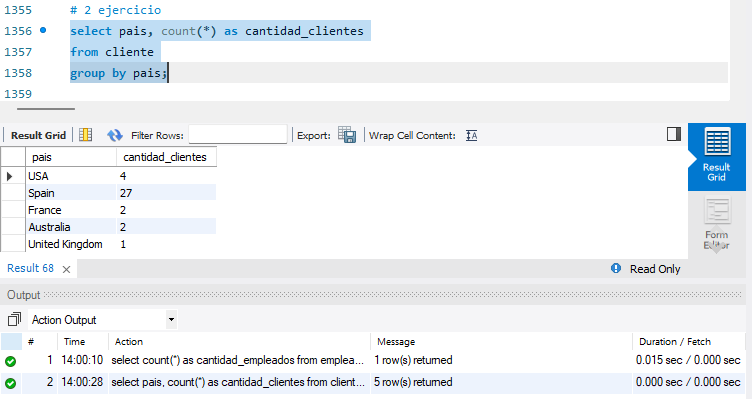 1355 # 2 ejercicio
1356 select pais, count(*) as cantidad_clientes
1357 from cliente
1358 group by pais;
1359
Result Grid Filter Rows: Export: Wrap Cell Content:
pais cantidad_clientes
USA 4
Spain 27
France 2
Australia 2
United Kingdom 1
Result Grid
Form Editor
Result 68 Read Only
Output
Action Output
# Time Action Message Duration / Fetch
1 14:00:10 select count(*) as cantidad_empleados from emplea... 1 row(s) returned 0.015 sec / 0.000 sec
2 14:00:28 select pais, count(*) as cantidad_clientes from client... 5 row(s) returned 0.000 sec / 0.000 sec